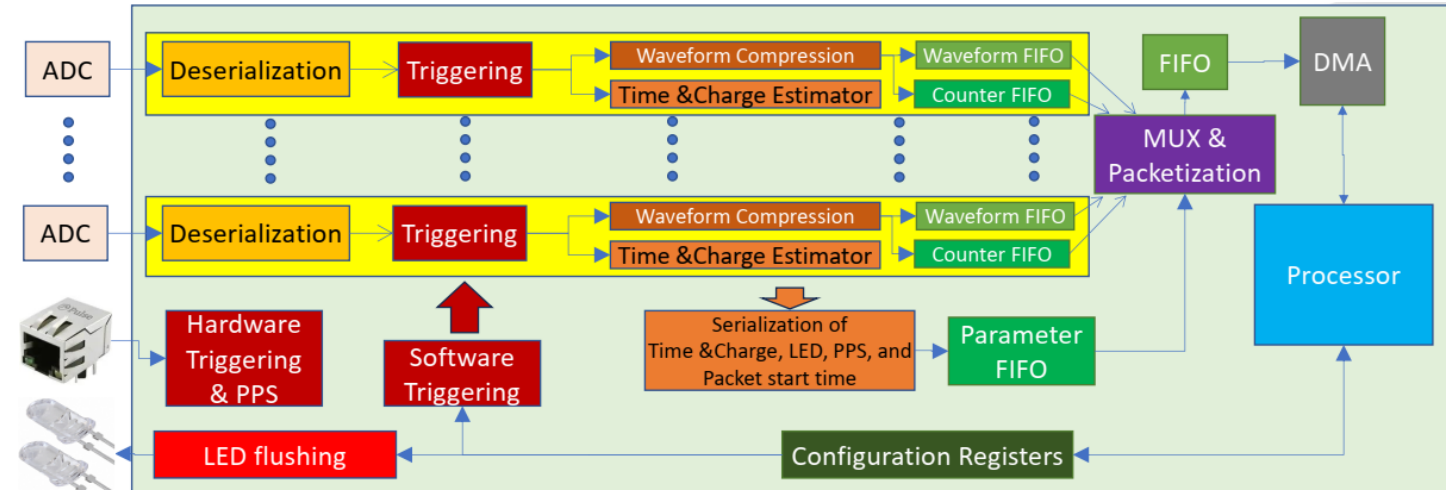 ADC
Deserialization
Triggering
Waveform Compression
Time &Charge Estimator
Waveform FIFO
Counter FIFO
FIFO
DMA
MUX &
Packetization
ADC
Deserialization
Triggering
Waveform Compression
Time &Charge Estimator
Waveform FIFO
Counter FIFO
Processor
Pulse
Hardware
Triggering
& PPS
Software
Triggering
Serialization of
Time &Charge, LED, PPS, and
Packet start time
Parameter
FIFO
LED flushing
Configuration Registers